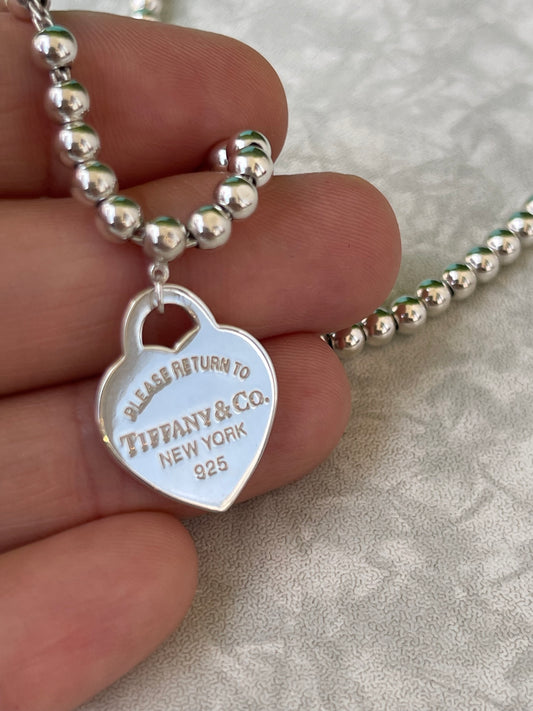 PLEASE RETURN TO
TIFFANY & CO.
NEW YORK
925